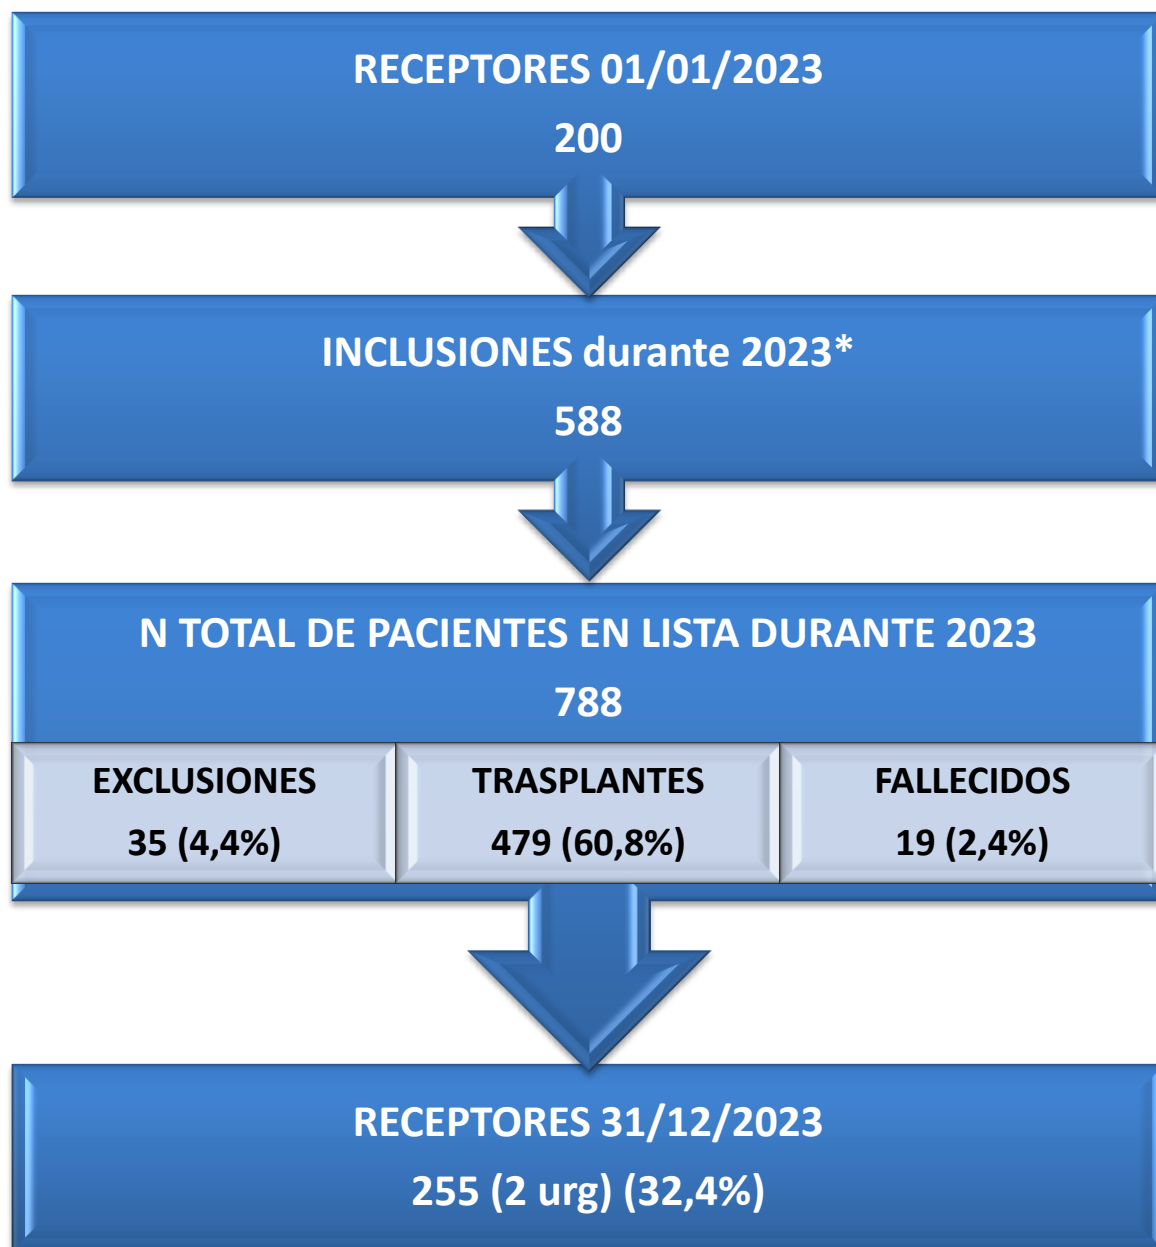 RECEPTORES 01/01/2023
200
INCLUSIONES durante 2023*
588
N TOTAL DE PACIENTES EN LISTA DURANTE 2023
788
EXCLUSIONES
35 (4,4%)
TRASPLANTES
479 (60,8%)
FALLECIDOS
19 (2,4%)
RECEPTORES 31/12/2023
255 (2 urg) (32,4%)